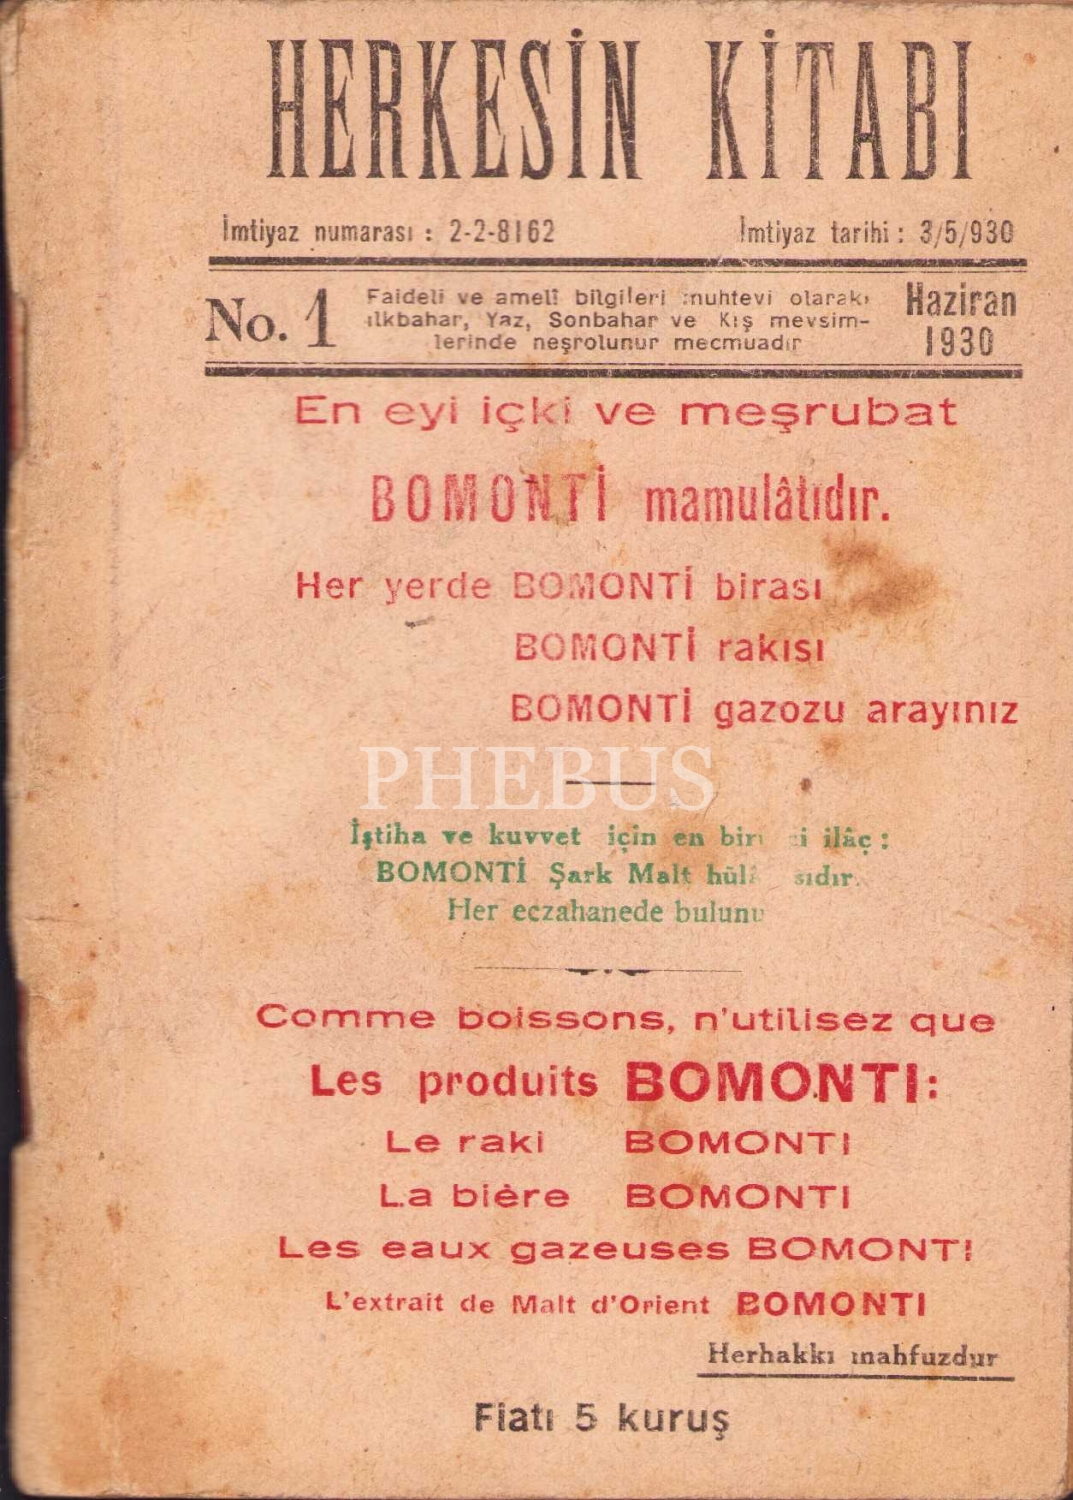 HERKESİN KİTABI
İmtiyaz numarası : 2-2-8162 İmtiyaz tarihi : 3/5/930
No. 1 Faideli ve amelî bilgileri muhtevi olarak
ilkbahar, Yaz, Sonbahar ve Kış mevsim-
lerinde neşrolunur mecmuadır
Haziran
1930
En eyi içki ve meşrubat
BOMONTİ mamulâtıdır.
Her yerde BOMONTİ birası
BOMONTİ rakısı
BOMONTİ gazozu arayınız
PHEBUS
İştiha ve kuvvet için en ilâç :
BOMONTİ Şark Malt
Her eczahanede
Comme boissons, n'utilisez que
Les produits BOMONTI:
Le raki BOMONTI
La bière BOMONTI
Les eaux gazeuses BOMONTI
L'extrait de Malt d'Orient BOMONTI
Herhakkı mahfuzdur
Fiatı 5 kuruş